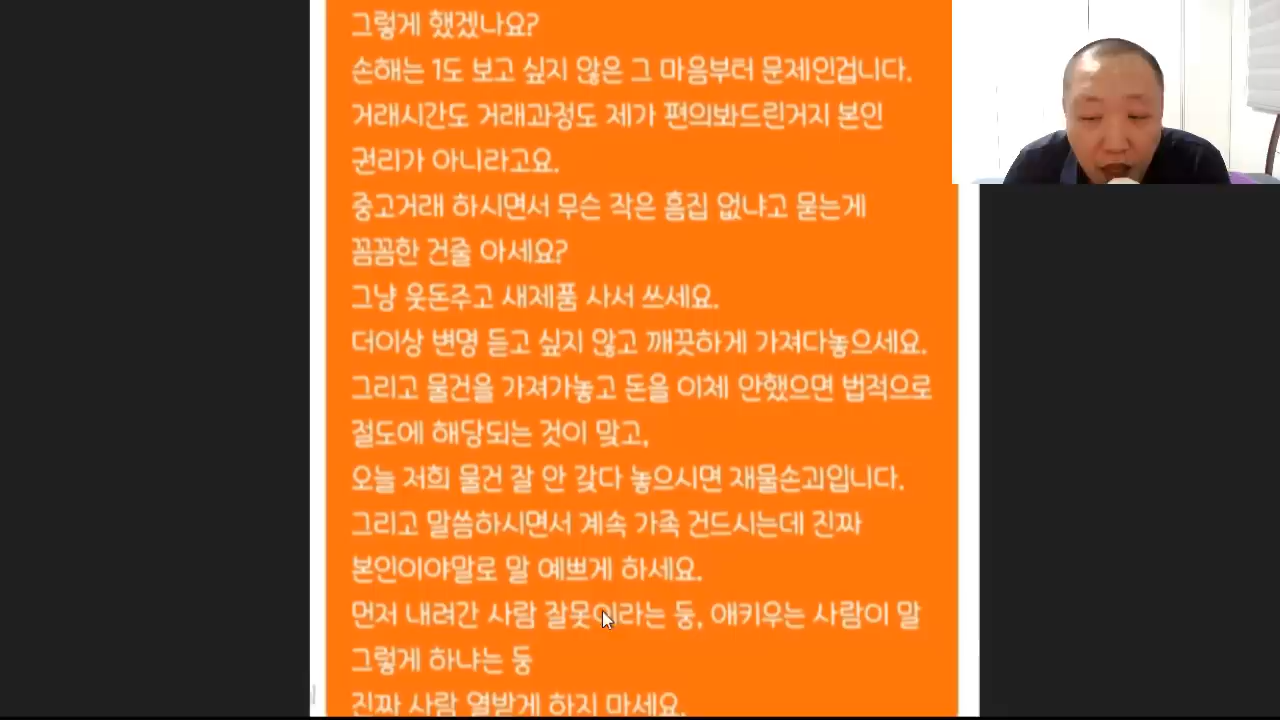 그렇게 했겠나요?
손해는 1도 보고 싶지 않은 그 마음부터 문제인겁니다.
거래시간도 거래과정도 제가 편의봐드린거지 본인
권리가 아니라고요.
중고거래 하시면서 무슨 작은 흠집 없냐고 묻는게
꼼꼼한 건줄 아세요?
그냥 웃돈주고 새제품 사서 쓰세요.
더이상 변명 듣고 싶지 않고 깨끗하게 가져다놓으세요.
그리고 물건을 가져가놓고 돈을 이체 안했으면 법적으로
절도에 해당되는 것이 맞고,
오늘 저희 물건 잘 안 갖다 놓으시면 재물손괴입니다.
그리고 말씀하시면서 계속 가족 건드시는데 진짜
본인이야말로 말 예쁘게 하세요.
먼저 내려간 사람 잘못이라는 둥, 애키우는 사람이 말
그렇게 하냐는 둥
진짜 사람 열받게 하지 마세요.